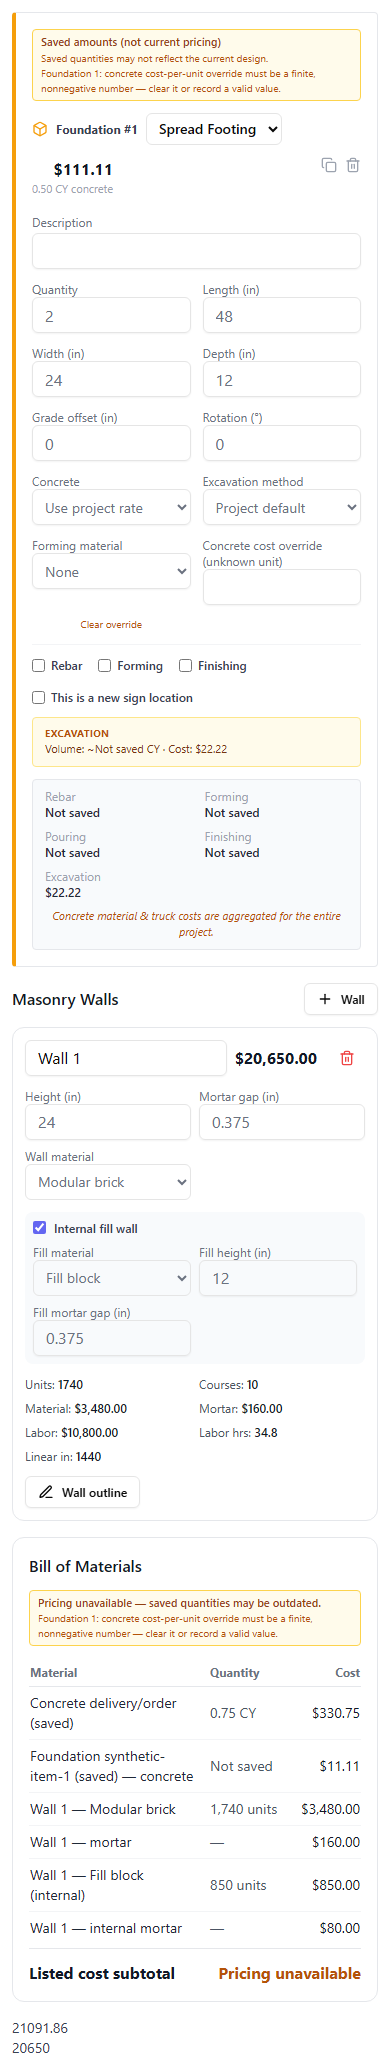 Saved amounts (not current pricing)
Saved quantities may not reflect the current design.
Foundation 1: concrete cost-per-unit override must be a finite,
nonnegative number — clear it or record a valid value.
Foundation #1 Spread Footing
$111.11
0.50 CY concrete
Description
Quantity Length (in)
2 48
Width (in) Depth (in)
24 12
Grade offset (in) Rotation (°)
0 0
Concrete Excavation method
Use project rate Project default
Forming material Concrete cost override
(unknown unit)
None
Clear override
Rebar Forming Finishing
This is a new sign location
EXCAVATION
Volume: ~Not saved CY · Cost: $22.22
Rebar Forming
Not saved Not saved
Pouring Finishing
Not saved Not saved
Excavation
$22.22
Concrete material & truck costs are aggregated for the entire
project.
Masonry Walls + Wall
Wall 1 $20,650.00
Height (in) Mortar gap (in)
24 0.375
Wall material
Modular brick
Internal fill wall
Fill material Fill height (in)
Fill block 12
Fill mortar gap (in)
0.375
Units: 1740 Courses: 10
Material: $3,480.00 Mortar: $160.00
Labor: $10,800.00 Labor hrs: 34.8
Linear in: 1440
Wall outline
Bill of Materials
Pricing unavailable — saved quantities may be outdated.
Foundation 1: concrete cost-per-unit override must be a finite,
nonnegative number — clear it or record a valid value.
Material Quantity Cost
Concrete delivery/order
(saved) 0.75 CY $330.75
Foundation synthetic-
item-1 (saved) — concrete Not saved $11.11
Wall 1 — Modular brick 1,740 units $3,480.00
Wall 1 — mortar — $160.00
Wall 1 — Fill block
(internal) 850 units $850.00
Wall 1 — internal mortar — $80.00
Listed cost subtotal Pricing unavailable
21091.86
20650